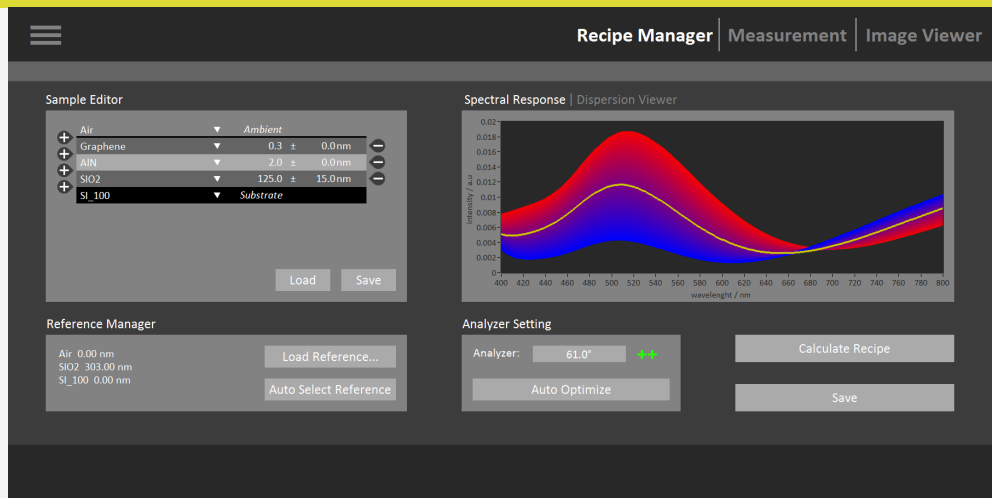 Recipe Manager | Measurement | Image Viewer
Sample Editor
Air ▼ Ambient
Graphene ▼ 0.3 ± 0.0nm
AlN ▼ 2.0 ± 0.0nm
SIO2 ▼ 125.0 ± 15.0nm
SI_100 ▼ Substrate
Load Save
Spectral Response | Dispersion Viewer
intensity / a.u
0.02
0.018
0.016
0.014
0.012
0.01
0.008
0.006
0.004
0.002
0
400 420 440 460 480 500 520 540 560 580 600 620 640 660 680 700 720 740 760 780 800
wavelenght / nm
Reference Manager
Air 0.00 nm
SIO2 303.00 nm
SI_100 0.00 nm
Load Reference...
Auto Select Reference
Analyzer Setting
Analyzer: 61.0° ++
Auto Optimize
Calculate Recipe
Save